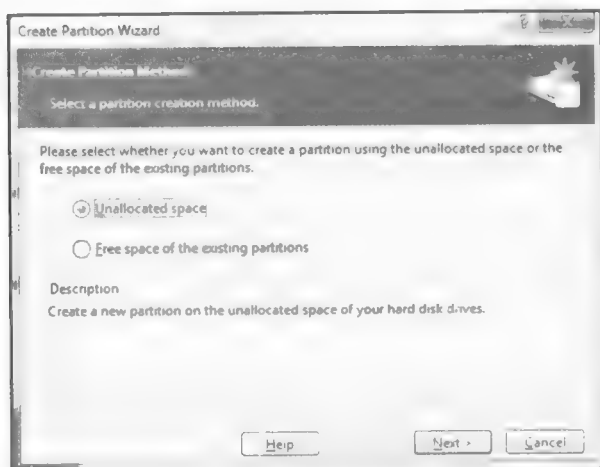 Create Partition Wizard
Create Partition Method
Select a partition creation method.
Please select whether you want to create a partition using the unallocated space or the
free space of the existing partitions.
Unallocated space
Free space of the existing partitions
Description
Create a new partition on the unallocated space of your hard disk drives.
Help
Next >
Cancel